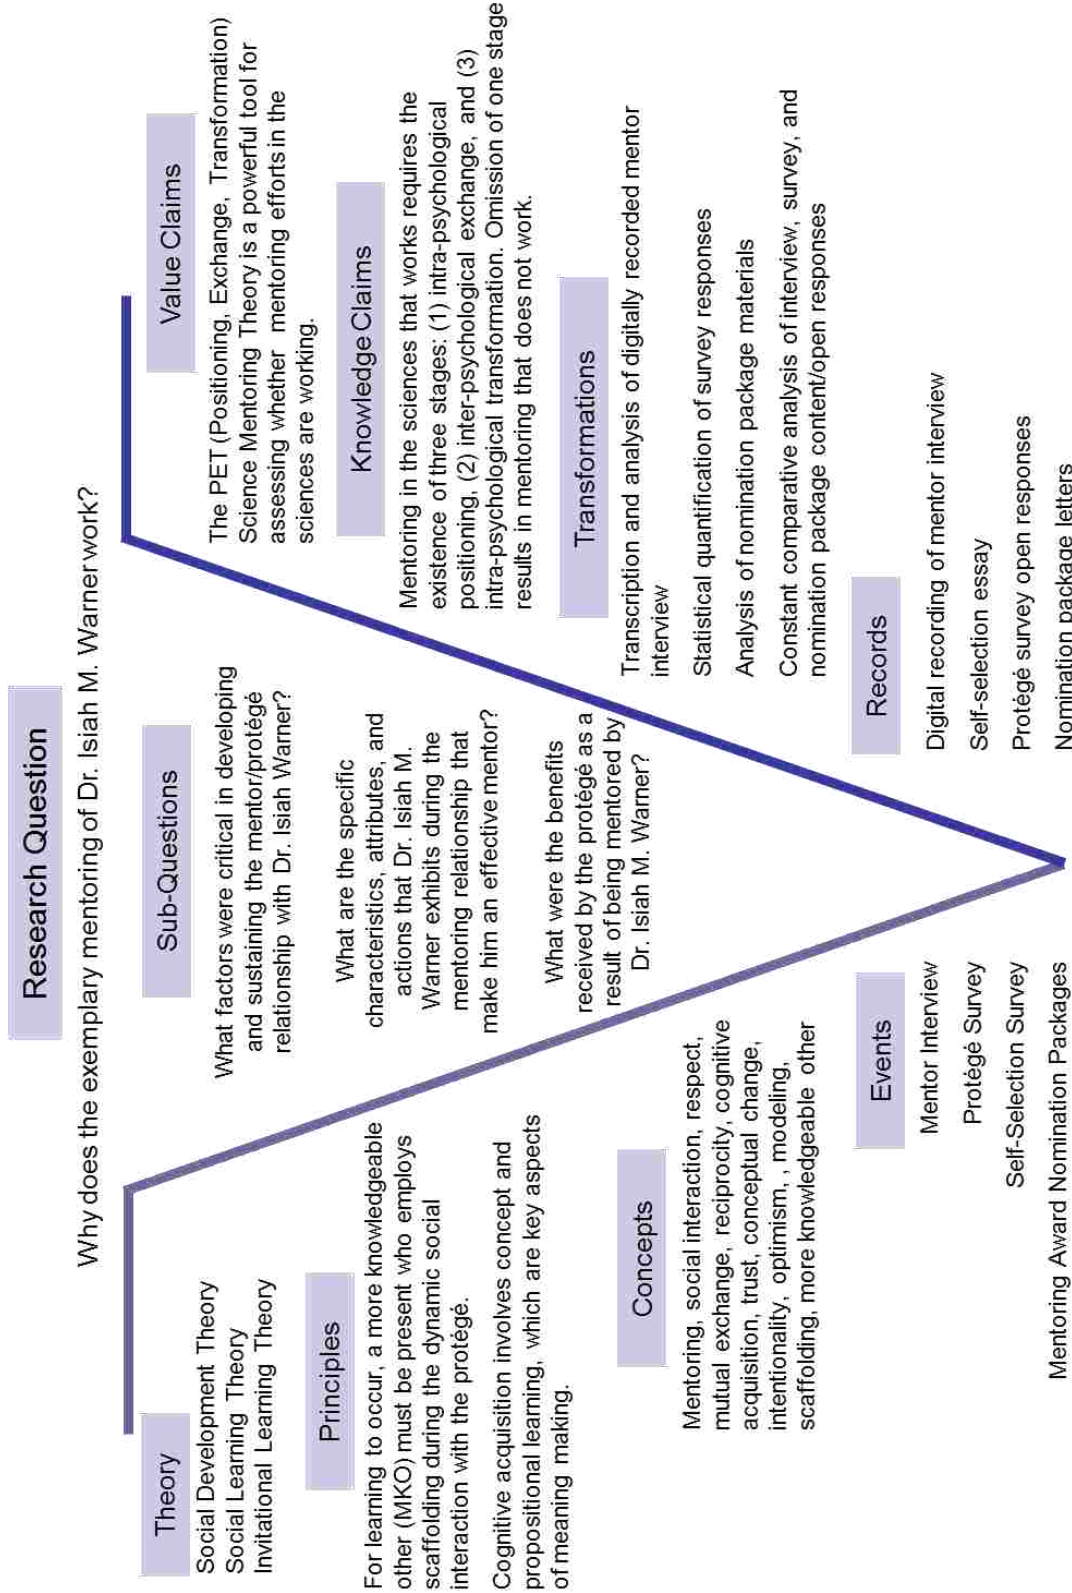 Research Question
Why does the exemplary mentoring of Dr. Isiah M. Warner work?
Theory
Social Development Theory
Social Learning Theory
Invitational Learning Theory
Principles
For learning to occur, a more knowledgeable
other (MKO) must be present who employs
scaffolding during the dynamic social
interaction with the protégé.
Cognitive acquisition involves concept and
propositional learning, which are key aspects
of meaning making.
Concepts
Mentoring, social interaction, respect,
mutual exchange, reciprocity, cognitive
acquisition, trust, conceptual change,
intentionality, optimism, , modeling,
scaffolding, more knowledgeable other
Events
Mentor Interview
Protégé Survey
Self-Selection Survey
Mentoring Award Nomination Packages
Sub-Questions
What factors were critical in developing
and sustaining the mentor/protégé
relationship with Dr. Isiah Warner?
What are the specific
characteristics, attributes, and
actions that Dr. Isiah M.
Warner exhibits during the
mentoring relationship that
make him an effective mentor?
What were the benefits
received by the protégé as a
result of being mentored by
Dr. Isiah M. Warner?
Value Claims
The PET (Positioning, Exchange, Transformation)
Science Mentoring Theory is a powerful tool for
assessing whether mentoring efforts in the
sciences are working.
Knowledge Claims
Mentoring in the sciences that works requires the
existence of three stages: (1) intra-psychological
positioning, (2) inter-psychological exchange, and (3)
intra-psychological transformation. Omission of one stage
results in mentoring that does not work.
Transformations
Transcription and analysis of digitally recorded mentor
interview
Statistical quantification of survey responses
Analysis of nomination package materials
Constant comparative analysis of interview, survey, and
nomination package content/open responses
Records
Digital recording of mentor interview
Self-selection essay
Protégé survey open responses
Nomination package letters